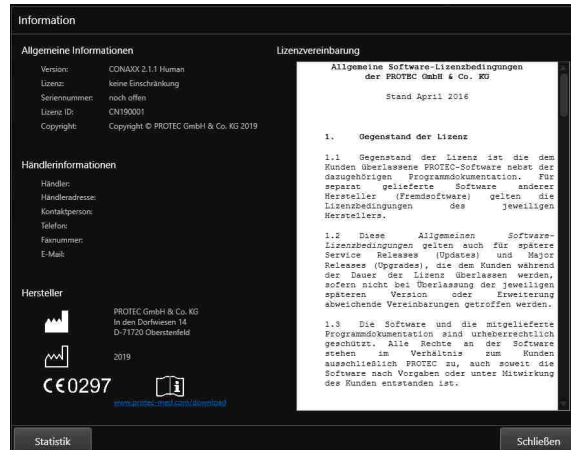 Information
Allgemeine Informationen
Version: CONAXX 2.1.1 Human
Lizenz: keine Einschränkung
Seriennummer: noch offen
Lizenz ID: CN190001
Copyright: Copyright © PROTEC GmbH & Co. KG 2019
Händlerinformationen
Händler:
Händleradresse:
Kontaktperson:
Telefon:
Faxnummer:
E-Mail:
Hersteller
PROTEC GmbH & Co. KG
In den Dorfwiesen 14
D-71720 Oberstenfeld
2019
CE0297
www.protec-med.com/download
Lizenzvereinbarung
Allgemeine Software-Lizenzbedingungen
der PROTEC GmbH & Co. KG
Stand April 2016
1. Gegenstand der Lizenz
1.1 Gegenstand der Lizenz ist die dem
Kunden überlassene PROTEC-Software nebst der
dazugehörigen Programmdokumentation. Für
separat gelieferte Software anderer
Hersteller (Fremdsoftware) gelten die
Lizenzbedingungen des jeweiligen
Herstellers.
1.2 Diese Allgemeinen Software-
Lizenzbedingungen gelten auch für spätere
Service Releases (Updates) und Major
Releases (Upgrades), die dem Kunden während
der Dauer der Lizenz überlassen werden,
sofern nicht bei Überlassung der jeweiligen
späteren Version oder Erweiterung
abweichende Vereinbarungen getroffen werden.
1.3 Die Software und die mitgelieferte
Programmdokumentation sind urheberrechtlich
geschützt. Alle Rechte an der Software
stehen im Verhältnis zum Kunden
ausschließlich PROTEC zu, auch soweit die
Software nach Vorgaben oder unter Mitwirkung
des Kunden entstanden ist.
Statistik
Schließen